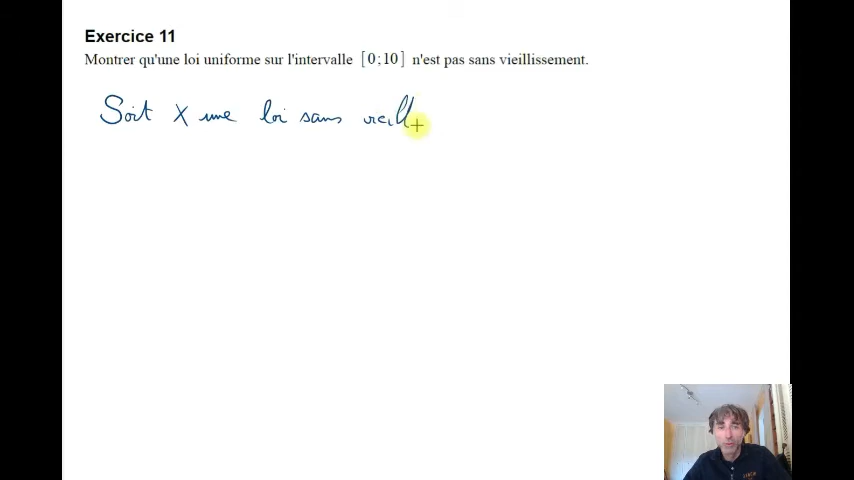 Exercice 11
Montrer qu'une loi uniforme sur l'intervalle [0;10] n'est pas sans vieillissement.
Soit X une loi sans vieill